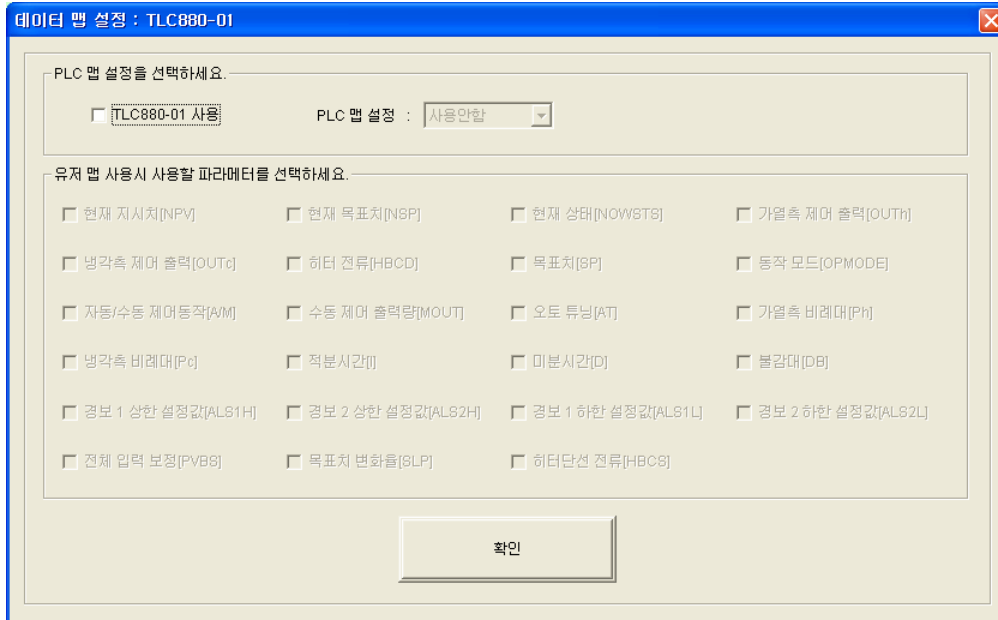 데이터 맵 설정 : TLC880-01
PLC 맵 설정을 선택하세요.
TLC880-01 사용 PLC 맵 설정 : 사용안함
유저 맵 사용시 사용할 파라메터를 선택하세요.
현재 지시치[NPV] 현재 목표치[NSP] 현재 상태[NOWSTS] 가열측 제어 출력[OUTh]
냉각측 제어 출력[OUTc] 히터 전류[HBCD] 목표치[SP] 동작 모드[OPMODE]
자동/수동 제어동작[A/M] 수동 제어 출력량[MOUT] 오토 튜닝[AT] 가열측 비례대[Ph]
냉각측 비례대[Pc] 적분시간[I] 미분시간[D] 불감대[DB]
경보 1 상한 설정값[ALS1H] 경보 2 상한 설정값[ALS2H] 경보 1 하한 설정값[ALS1L] 경보 2 하한 설정값[ALS2L]
전체 입력 보정[PVBS] 목표치 변화율[SLP] 히터단선 전류[HBCS]
확인